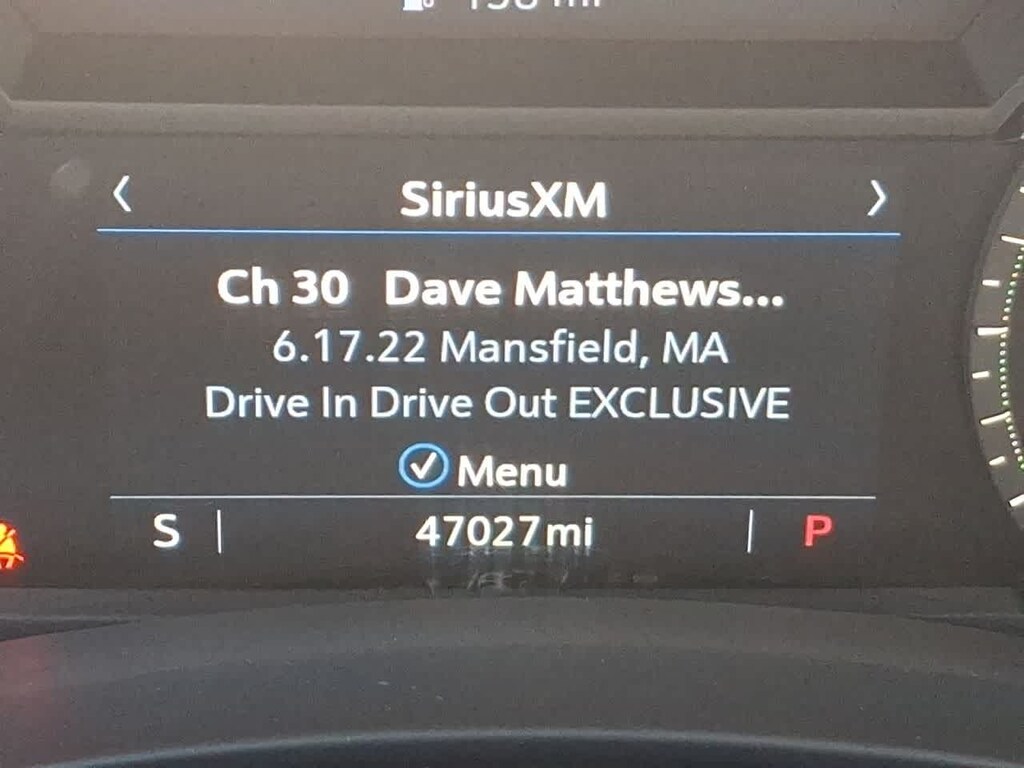 SiriusXM
Ch 30 Dave Matthews...
6.17.22 Mansfield, MA
Drive In Drive Out EXCLUSIVE
Menu
S 47027mi P